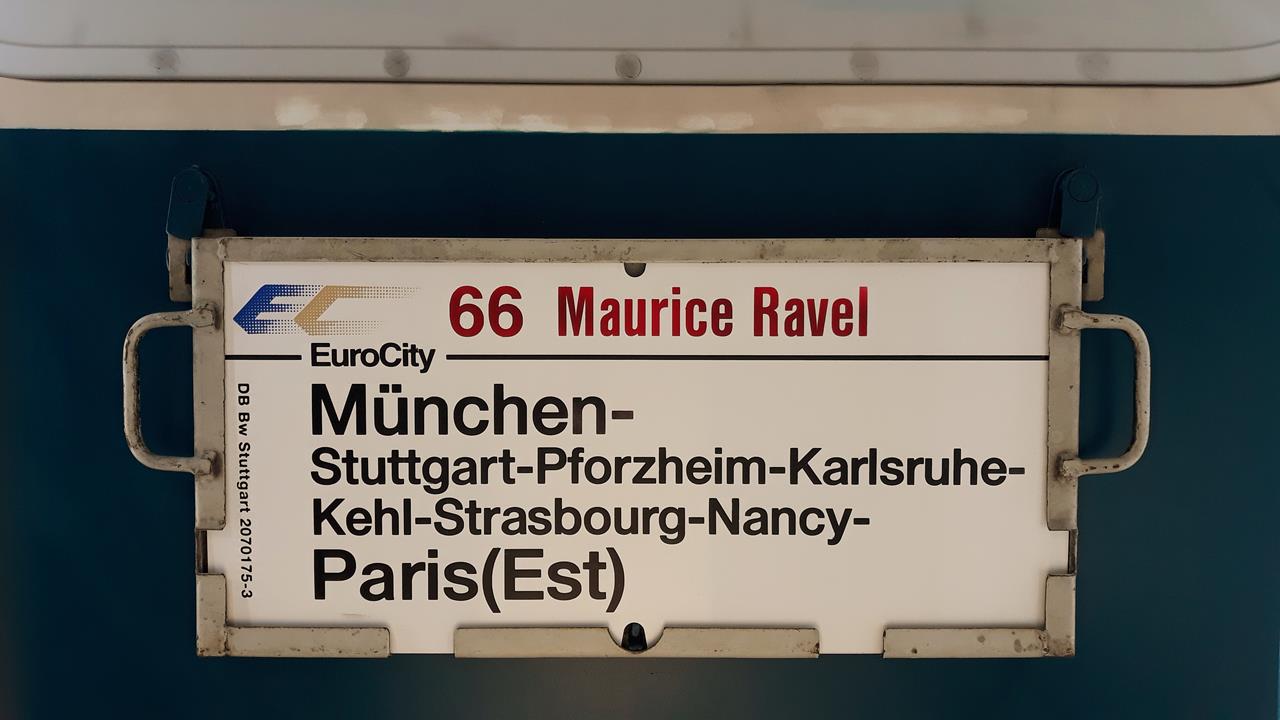 EC 66 Maurice Ravel
EuroCity
München-
Stuttgart-Pforzheim-Karlsruhe-
Kehl-Strasbourg-Nancy-
Paris(Est)
DB Bw Stuttgart 2070175-3